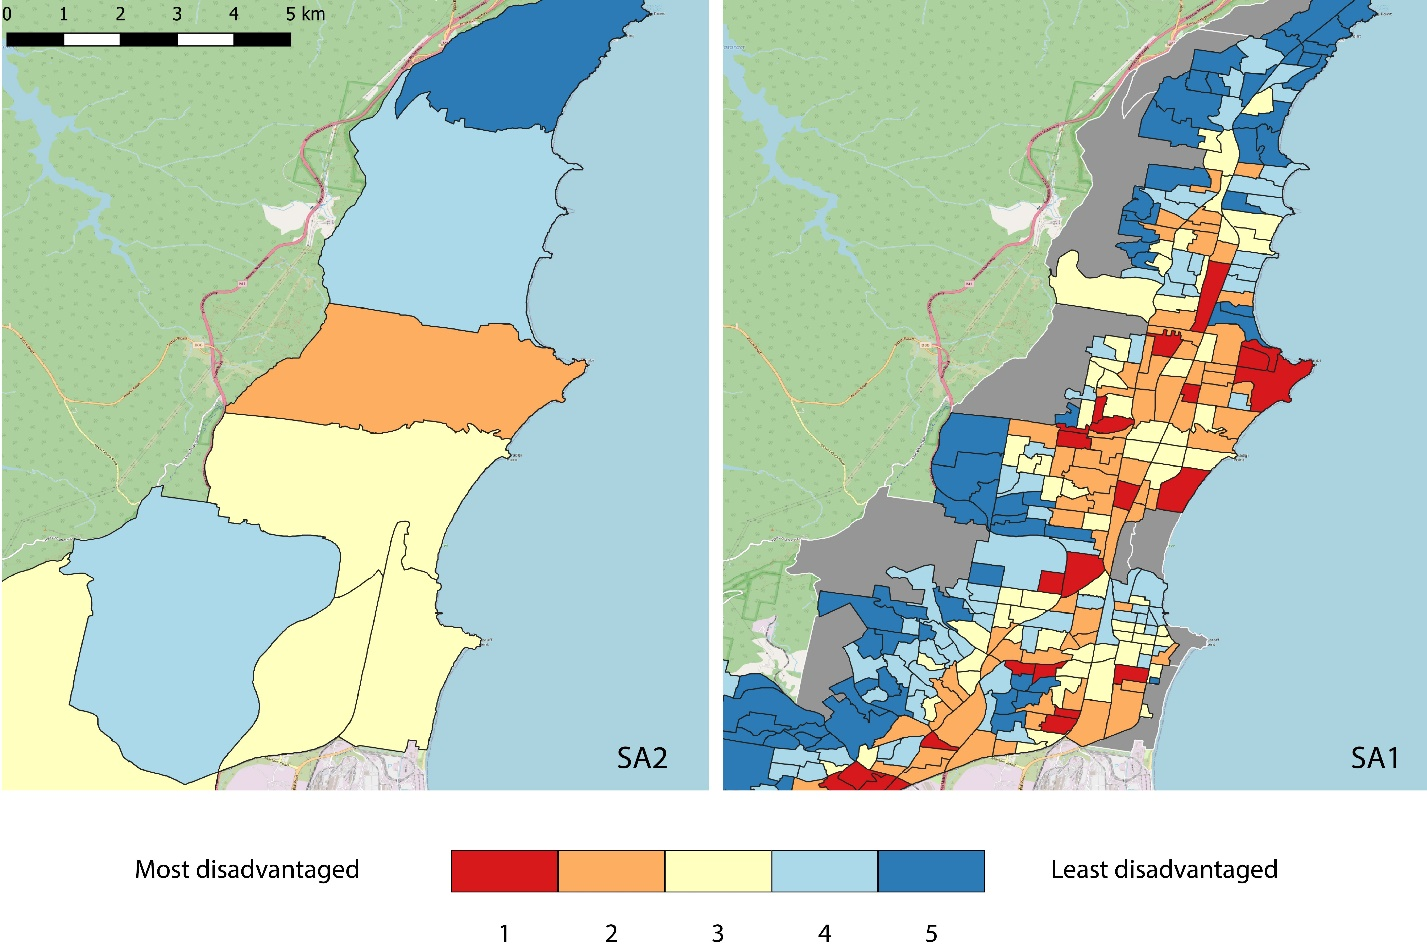 0 1 2 3 4 5 km
SA2
SA1
Most disadvantaged
Least disadvantaged
1 2 3 4 5